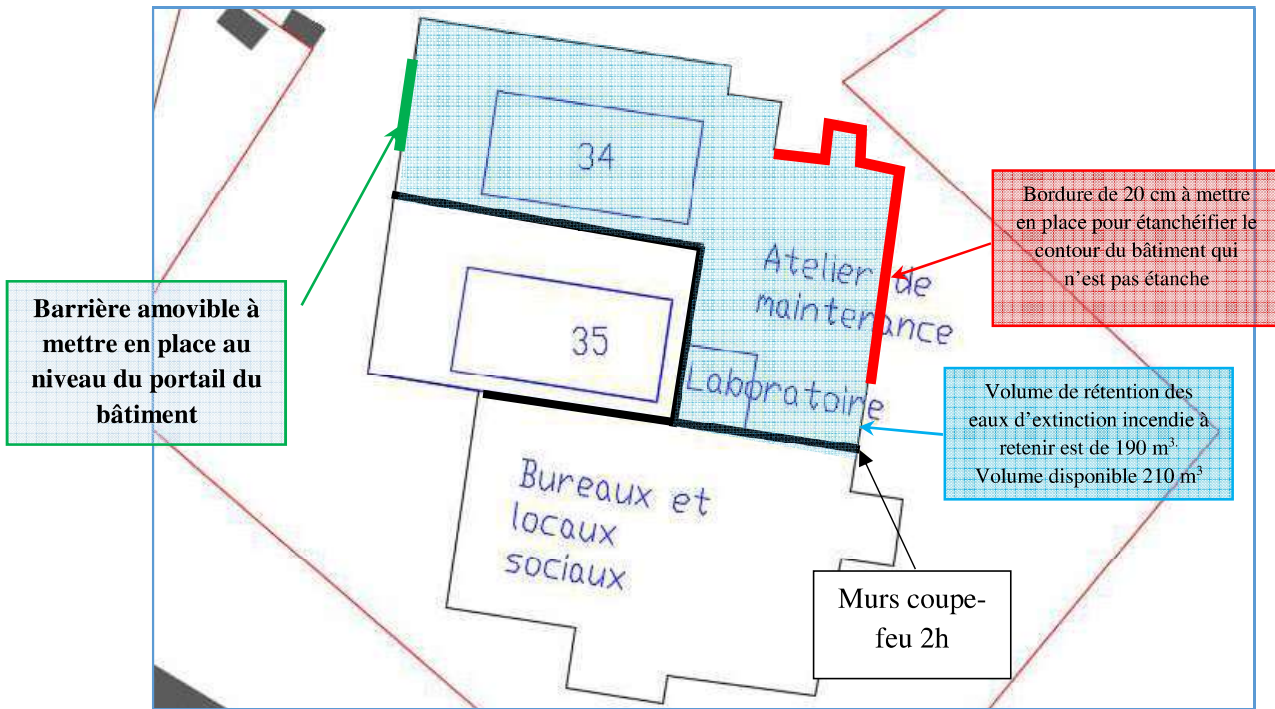 34
Bordure de 20 cm à mettre
en place pour étanchéifier le
contour du bâtiment qui
n'est pas étanche
Atelier de
maintenance
Barrière amovible à
mettre en place au
niveau du portail du
bâtiment
35
Laboratoire
Volume de rétention des
eaux d'extinction incendie à
retenir est de 190 m³.
Volume disponible 210 m³
Bureaux et
locaux
sociaux
Murs coupe-
feu 2h